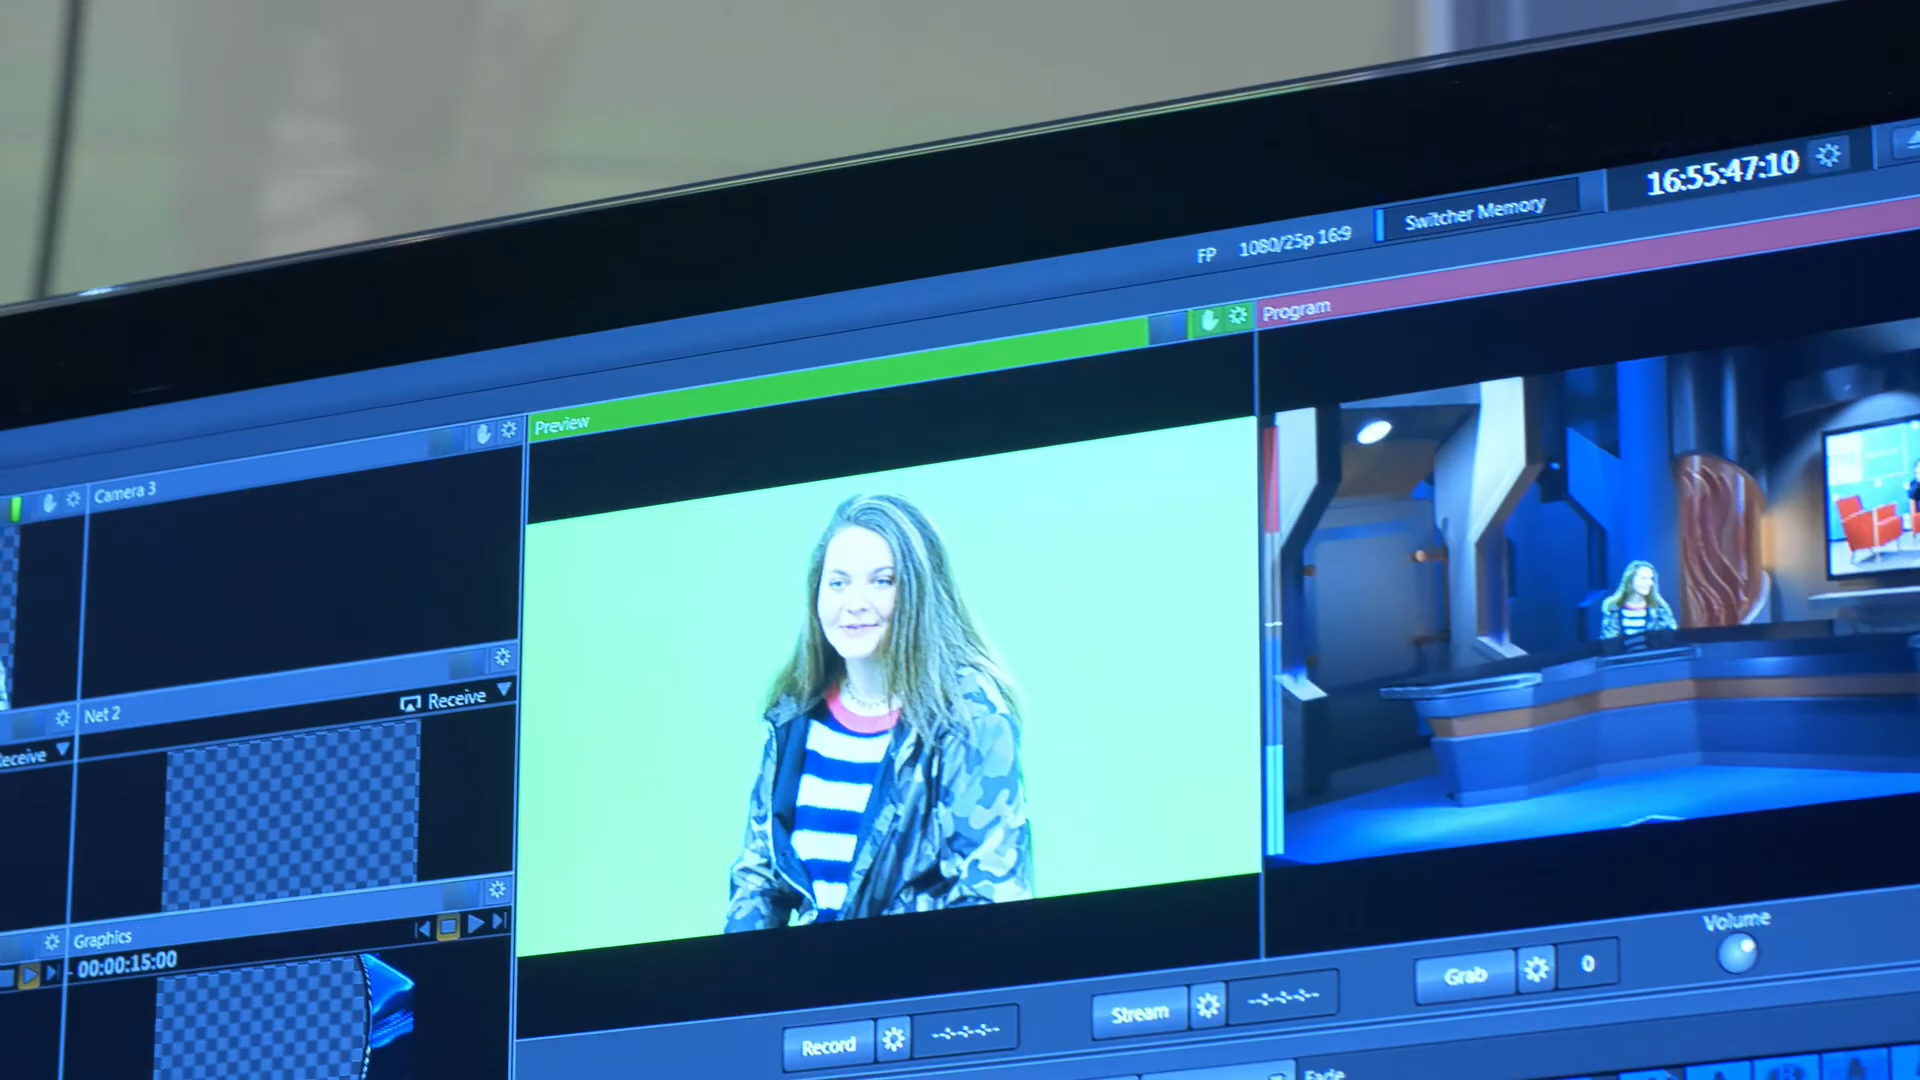 16:55:47:10
FP 1080/25p 16:9 Switcher Memory
Program
Preview
Camera 3
Net 2
Receive
Receive
Graphics
00:00:15:00
Volume
Grab 0
Stream --:--:--:--
Record --:--:--:--
Fade